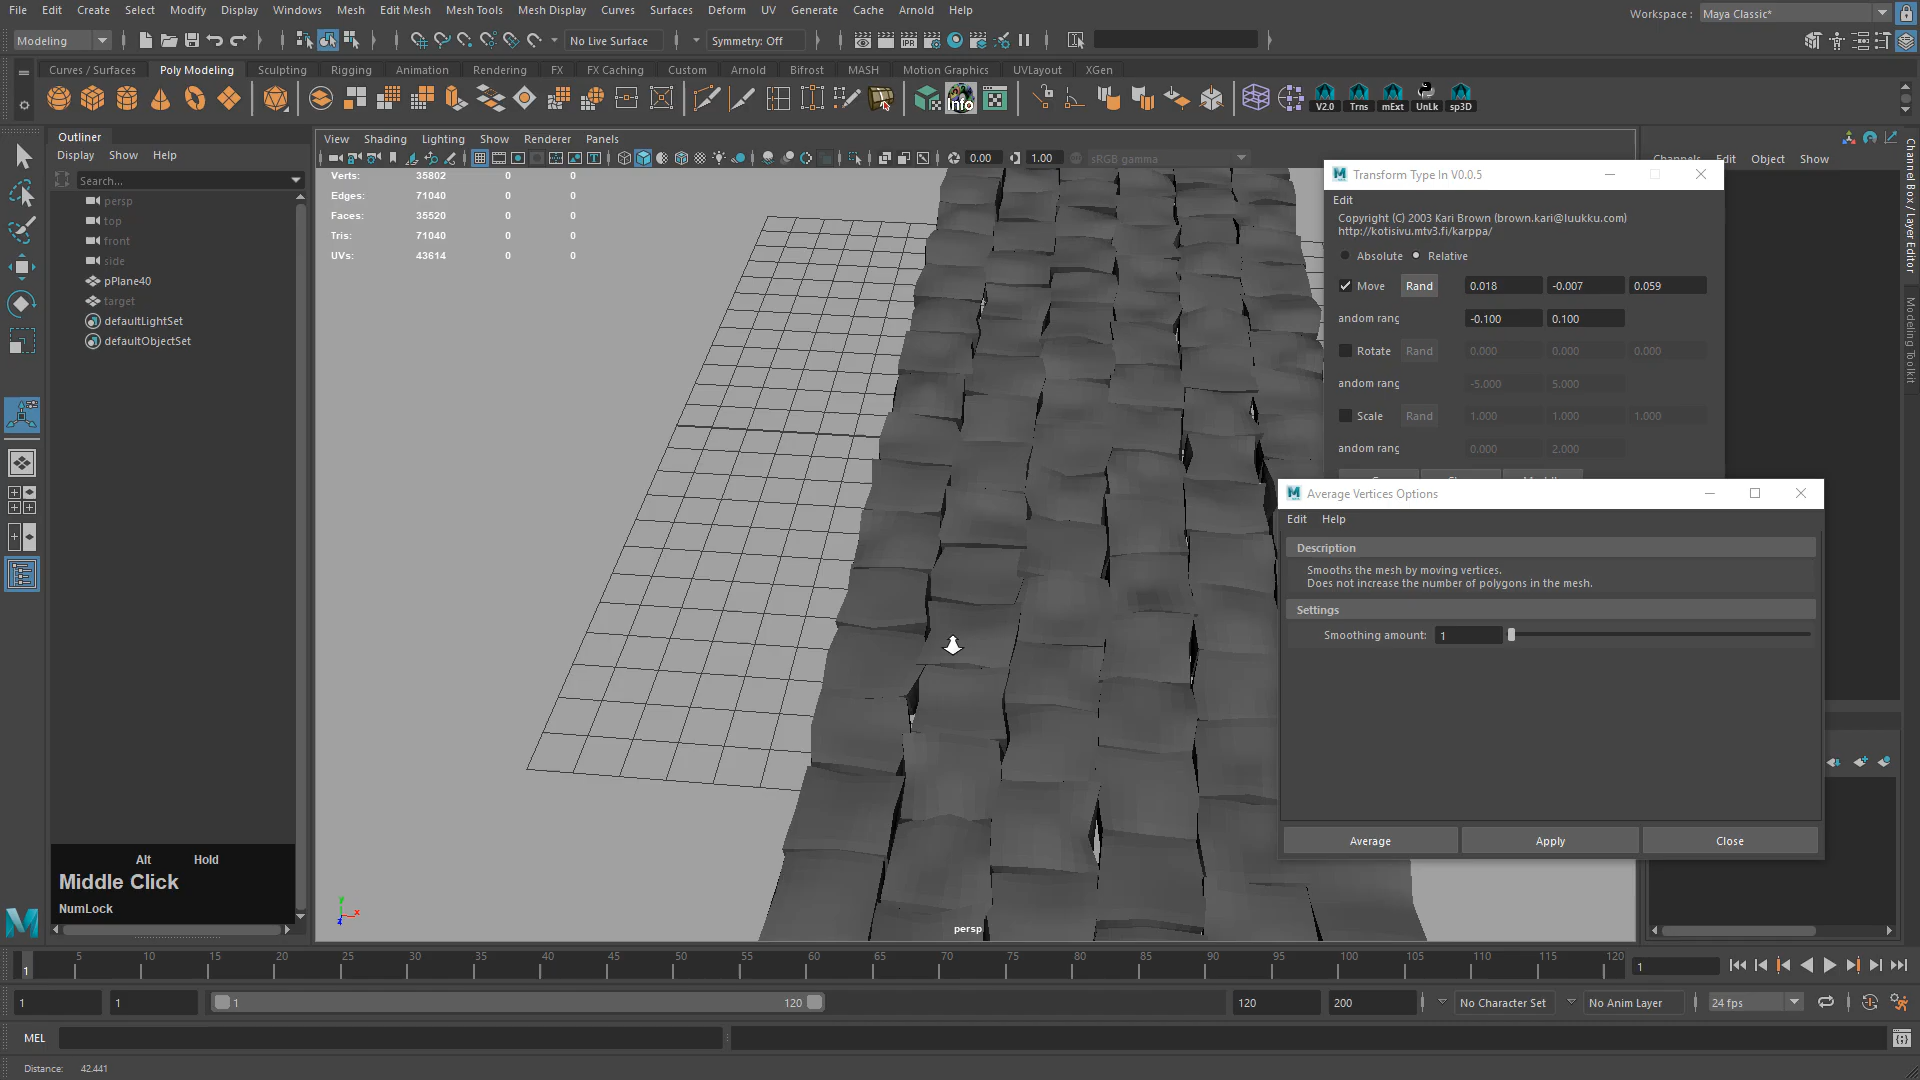 File Edit Create Select Modify Display Windows Mesh Edit Mesh Mesh Tools Mesh Display Curves Surfaces Deform UV Generate Cache Arnold Help
Workspace : Maya Classic*
Modeling No Live Surface Symmetry: Off
Curves / Surfaces Poly Modeling Sculpting Rigging Animation Rendering FX FX Caching Custom Arnold Bifrost MASH Motion Graphics UVLayout XGen
Info V2.0 Trns mExt UnLk sp3D
Outliner
Display Show Help
Search...
persp
top
front
side
pPlane40
target
defaultLightSet
defaultObjectSet
Alt Hold
Middle Click
NumLock
View Shading Lighting Show Renderer Panels
0.00 1.00 sRGB gamma
Verts: 35802 0 0
Edges: 71040 0 0
Faces: 35520 0 0
Tris: 71040 0 0
UVs: 43614 0 0
persp
Channels Edit Object Show
Transform Type In V0.0.5
Edit
Copyright (C) 2003 Kari Brown (brown.kari@luukku.com)
http://kotisivu.mtv3.fi/karppa/
Absolute Relative
Move Rand 0.018 -0.007 0.059
andom rang -0.100 0.100
Rotate Rand 0.000 0.000 0.000
andom rang -5.000 5.000
Scale Rand 1.000 1.000 1.000
andom rang 0.000 2.000
Average Vertices Options
Edit Help
Description
Smooths the mesh by moving vertices.
Does not increase the number of polygons in the mesh.
Settings
Smoothing amount: 1
Average Apply Close
Channel Box / Layer Editor
Modeling Toolkit
1 5 10 15 20 25 30 35 40 45 50 55 60 65 70 75 80 85 90 95 100 105 110 115 120 1
1 1 1 120 120 200 No Character Set No Anim Layer 24 fps
MEL
Distance: 42.441